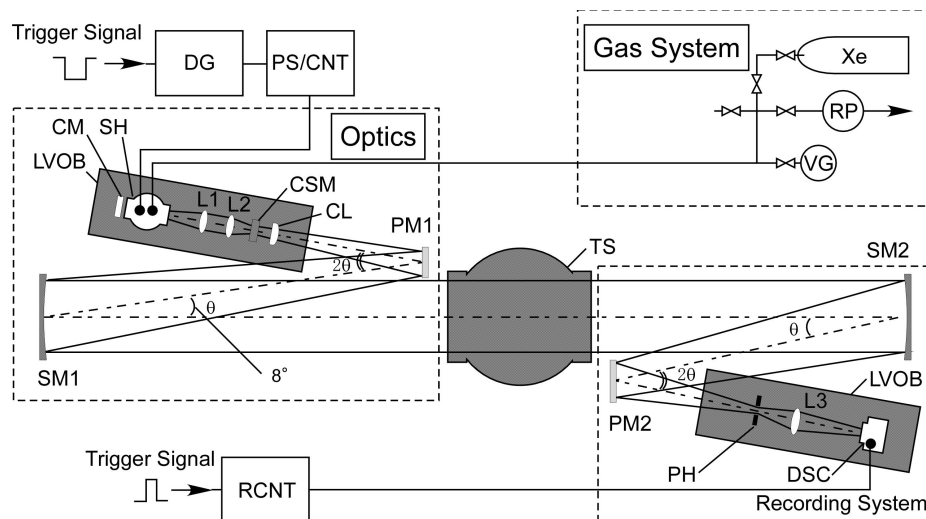 Trigger Signal
DG
PS/CNT
Gas System
Xe
RP
VG
Optics
CM
SH
LVOB
L1
L2
CSM
CL
PM1
2θ
θ
8°
SM1
TS
SM2
θ
2θ
LVOB
L3
PM2
PH
DSC
Recording System
Trigger Signal
RCNT